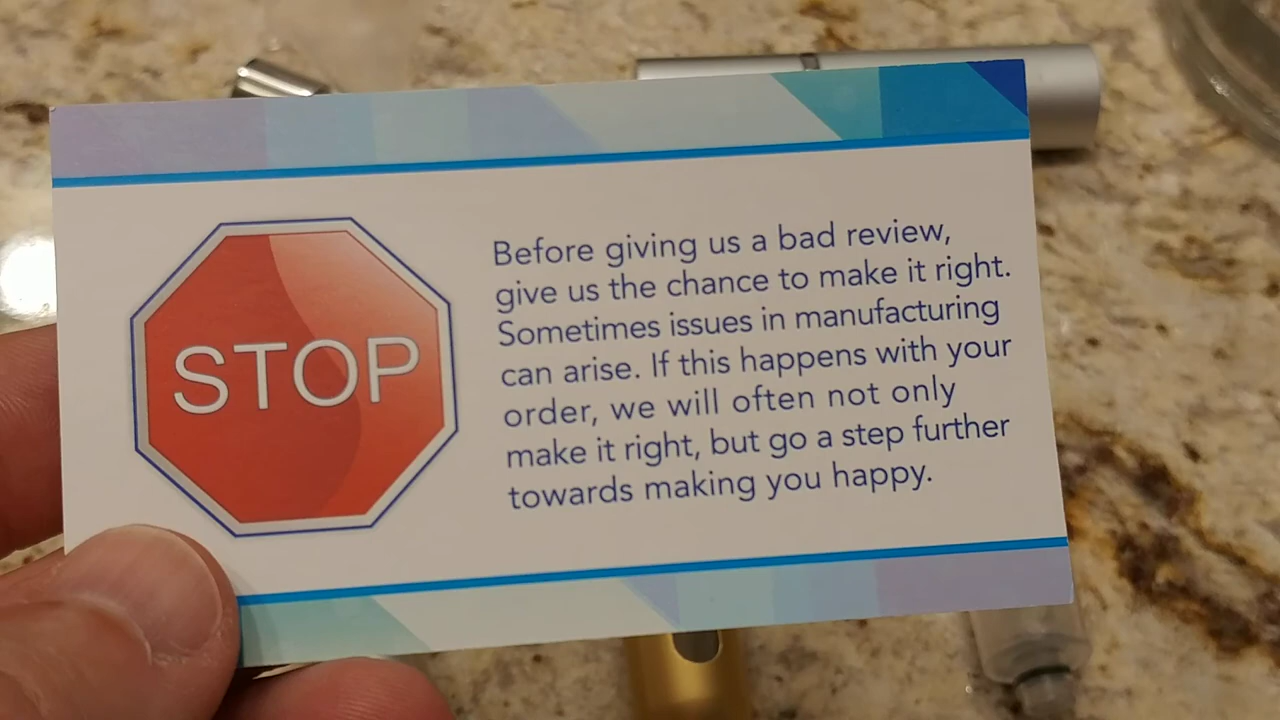 STOP
Before giving us a bad review,
give us the chance to make it right.
Sometimes issues in manufacturing
can arise. If this happens with your
order, we will often not only
make it right, but go a step further
towards making you happy.